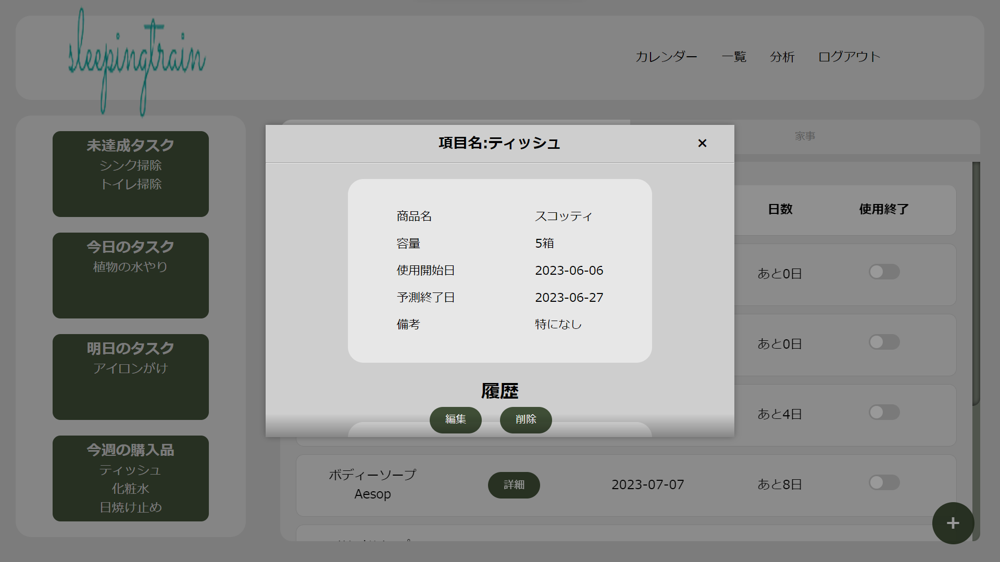 sleepingtrain
カレンダー 一覧 分析 ログアウト
未達成タスク
シンク掃除
トイレ掃除
今日のタスク
植物の水やり
明日のタスク
アイロンがけ
今週の購入品
ティッシュ
化粧水
日焼け止め
家事
項目名:ティッシュ ×
商品名 スコッティ
容量 5箱
使用開始日 2023-06-06
予測終了日 2023-06-27
備考 特になし
履歴
編集 削除
日数 使用終了
あと0日
あと0日
あと4日
ボディーソープ
Aesop
詳細 2023-07-07 あと8日
+